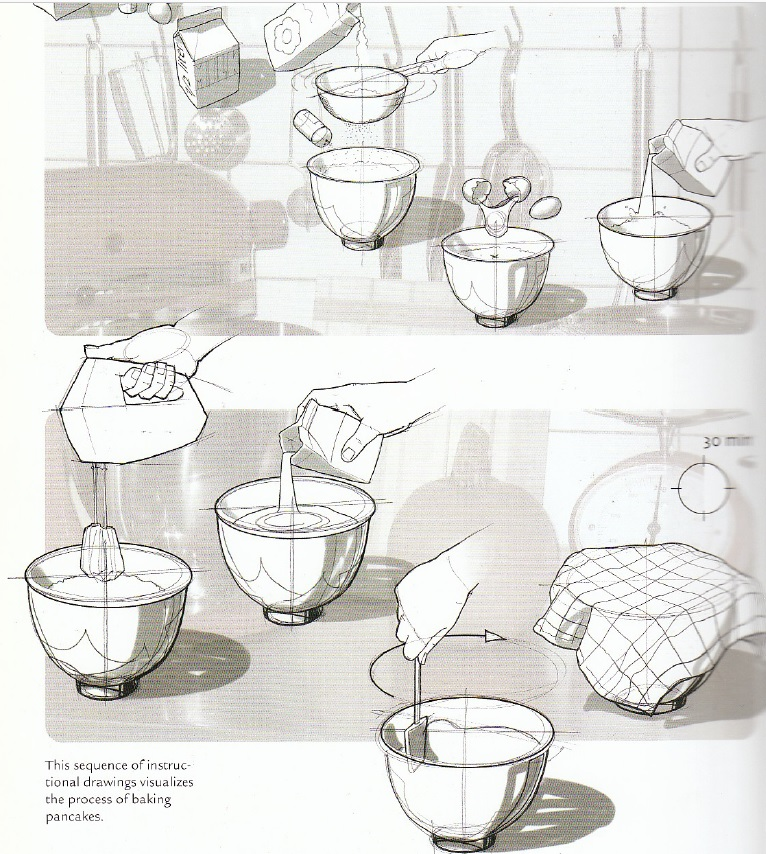 30 min
This sequence of instruc-
tional drawings visualizes
the process of baking
pancakes.